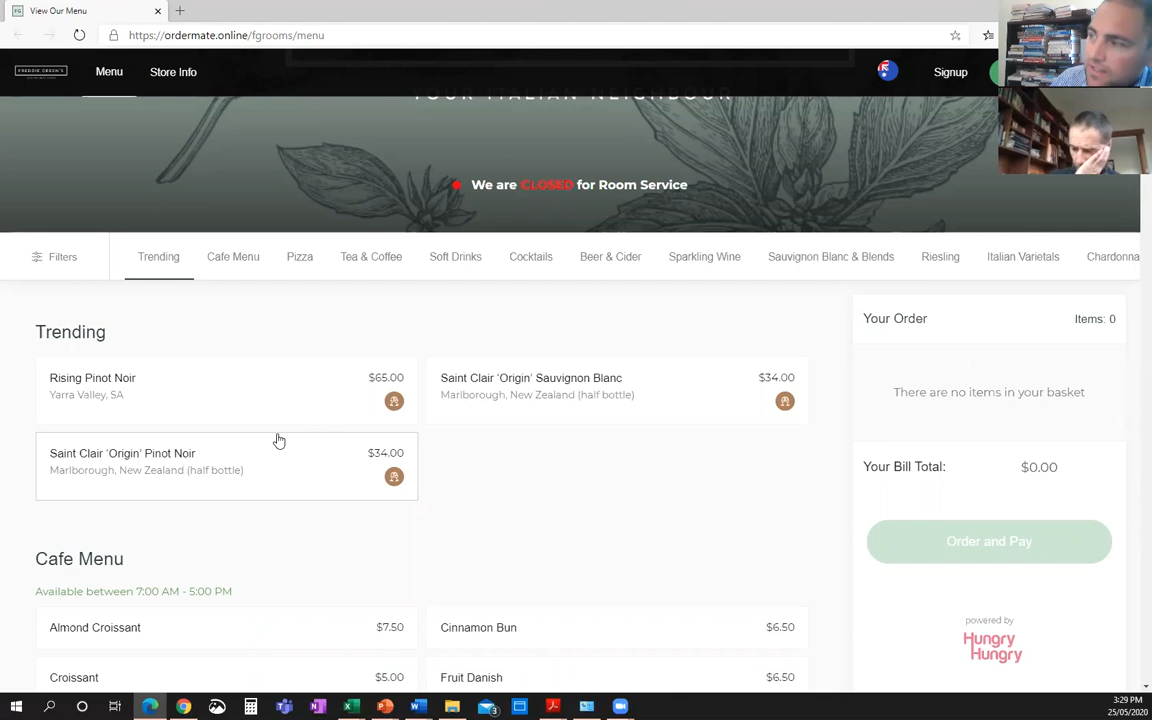 View Our Menu
https://ordermate.online/fgrooms/menu
FREDDIE GREEN'S
Menu
Store Info
Signup
YOUR ITALIAN NEIGHBOUR
We are CLOSED for Room Service
Filters
Trending
Cafe Menu
Pizza
Tea & Coffee
Soft Drinks
Cocktails
Beer & Cider
Sparkling Wine
Sauvignon Blanc & Blends
Riesling
Italian Varietals
Chardonna
Trending
Rising Pinot Noir
$65.00
Yarra Valley, SA
Saint Clair ‘Origin’ Sauvignon Blanc
$34.00
Marlborough, New Zealand (half bottle)
Saint Clair ‘Origin’ Pinot Noir
$34.00
Marlborough, New Zealand (half bottle)
Cafe Menu
Available between 7:00 AM - 5:00 PM
Almond Croissant
$7.50
Cinnamon Bun
$6.50
Croissant
$5.00
Fruit Danish
$6.50
Your Order
Items: 0
There are no items in your basket
Your Bill Total:
$0.00
Order and Pay
powered by
Hungry
Hungry
3:29 PM
25/05/2020